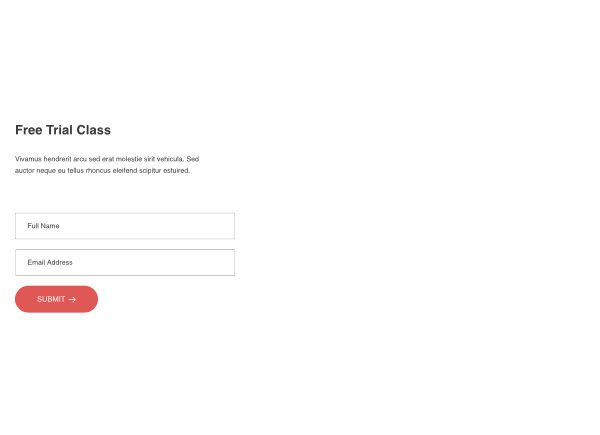 Free Trial Class
Vivamus hendrerit arcu sed erat molestie sirit vehicula. Sed
auctor neque eu tellus rhoncus eleifend scipitur estuired.
Full Name
Email Address
SUBMIT →